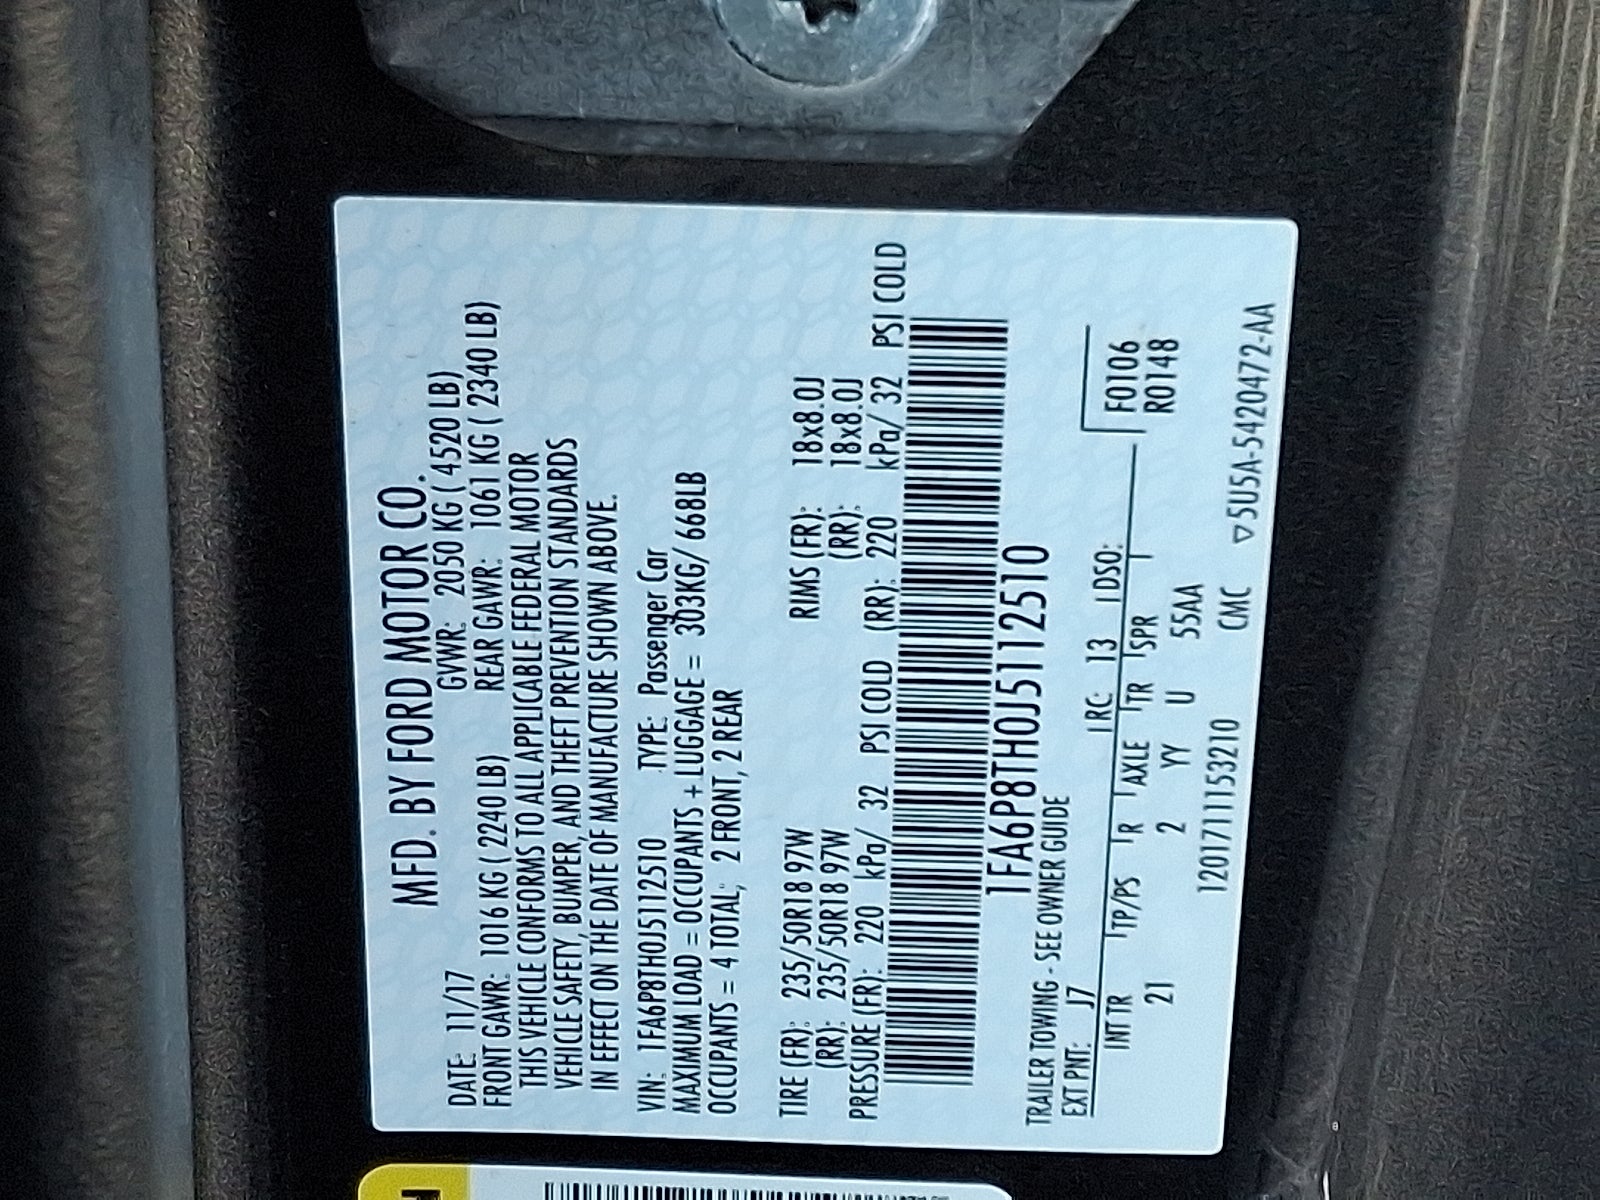 MFD. BY FORD MOTOR CO.
DATE: 11/17 GVWR: 2050 KG ( 4520 LB)
FRONT GAWR: 1016 KG ( 2240 LB) REAR GAWR: 1061 KG ( 2340 LB)
THIS VEHICLE CONFORMS TO ALL APPLICABLE FEDERAL MOTOR
VEHICLE SAFETY, BUMPER, AND THEFT PREVENTION STANDARDS
IN EFFECT ON THE DATE OF MANUFACTURE SHOWN ABOVE.
VIN: 1FA6P8TH0J5112510 TYPE: Passenger Car
MAXIMUM LOAD = OCCUPANTS + LUGGAGE = 303KG/ 668LB
OCCUPANTS = 4 TOTAL, 2 FRONT, 2 REAR
TIRE (FR): 235/50R18 97W RIMS (FR): 18x8.0J
(RR): 235/50R18 97W (RR): 18x8.0J
PRESSURE (FR): 220 kPa/ 32 PSI COLD (RR): 220 kPa/ 32 PSI COLD
1FA6P8TH0J5112510
TRAILER TOWING - SEE OWNER GUIDE
EXT PNT: J7 RC: 13 DSO:
F0106
R0148
INT TR TP/PS R AXLE TR SPR
21 2 YY U 55AA
12017111153210 CMC ▽5U5A-5420472-AA